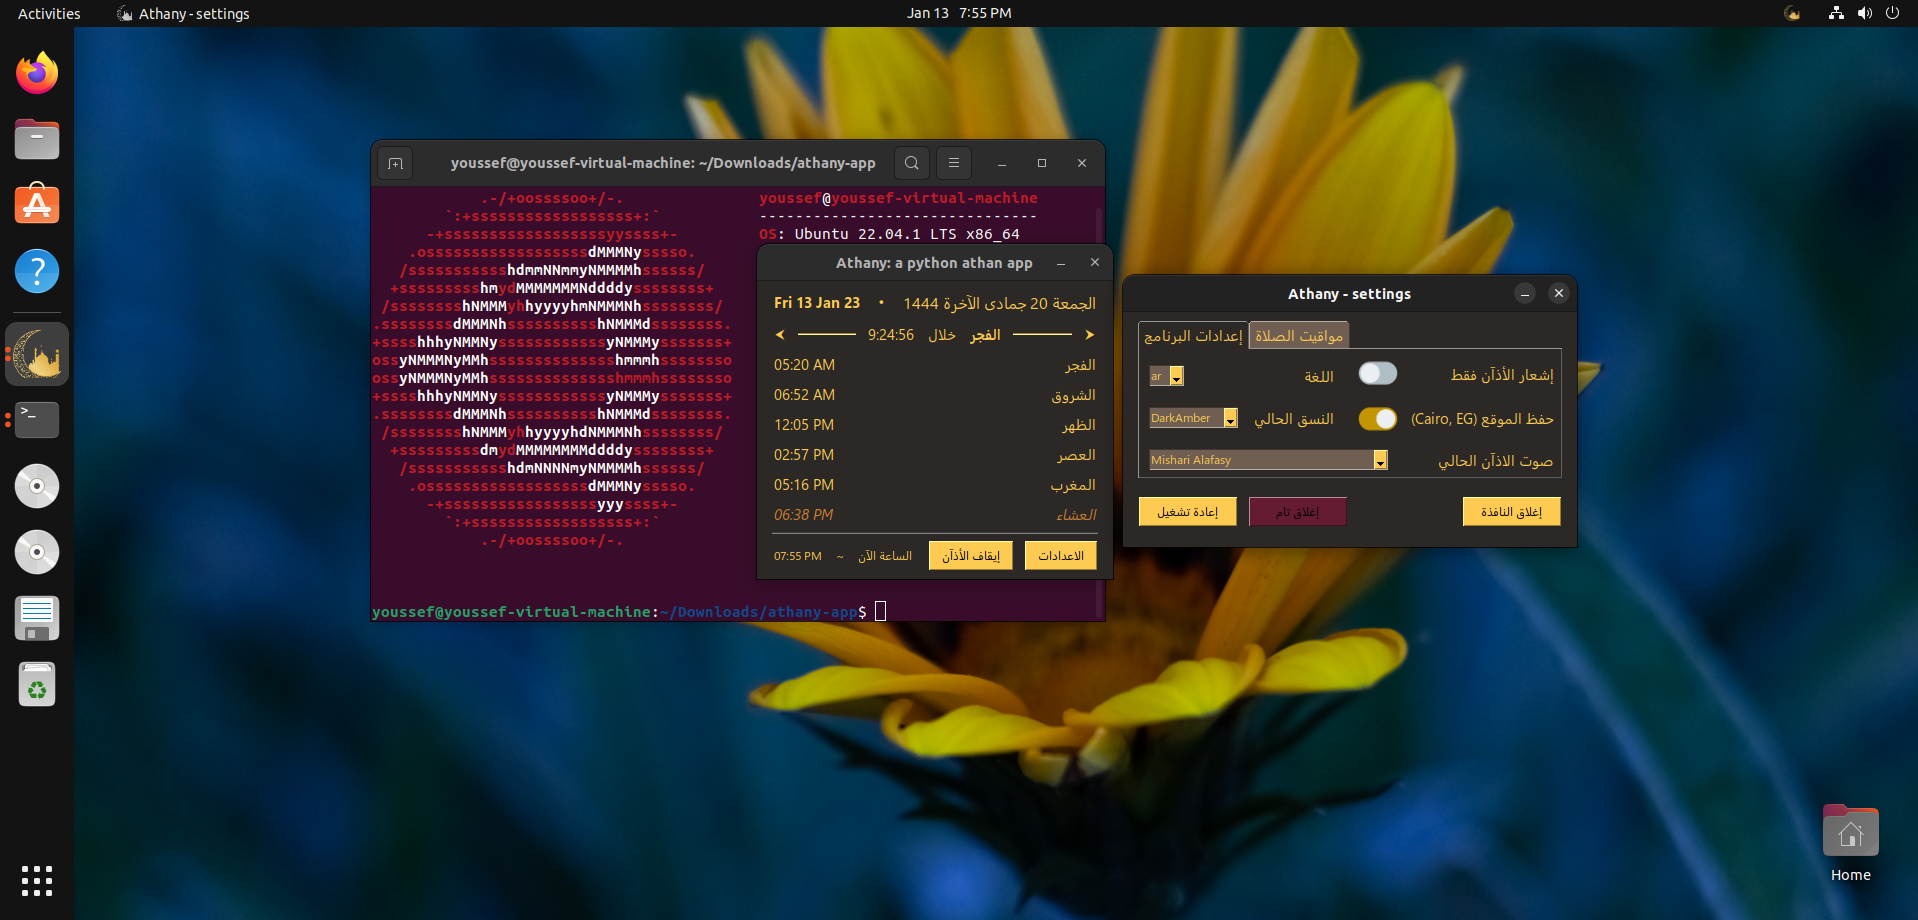 Activities
Athany - settings
Jan 13 7:55 PM
youssef@youssef-virtual-machine: ~/Downloads/athany-app
.-/+oossssoo+/-.
youssef@youssef-virtual-machine
`:+ssssssssssssssssss+:`
-------------------------------
-+ssssssssssssssssssyyssss+-
OS: Ubuntu 22.04.1 LTS x86_64
.ossssssssssssssssssdMMMNysssso.
/ssssssssssshdmmNNmmyNMMMMhssssss/
+ssssssssshmydMMMMMMMNddddyssssssss+
/sssssssshNMMMyhhyyyyhmNMMMNhssssssss/
.ssssssssdMMMNhsssssssssshNMMMdssssssss.
+sssshhhyNMMNyssssssssssssyNMMMysssssss+
ossyNMMMNyMMhsssssssssssssshmmmhssssssso
ossyNMMMNyMMhsssssssssssssshmmmhssssssso
+sssshhhyNMMNyssssssssssssyNMMMysssssss+
.ssssssssdMMMNhsssssssssshNMMMdssssssss.
/sssssssshNMMMyhhyyyyhdNMMMNhssssssss/
+sssssssssdmydMMMMMMMMddddyssssssss+
/ssssssssssshdmNNNNmyNMMMMhssssss/
.ossssssssssssssssssdMMMNysssso.
-+sssssssssssssssssyyyssss+-
`:+ssssssssssssssssss+:`
.-/+oossssoo+/-.
youssef@youssef-virtual-machine:~/Downloads/athany-app$
Athany: a python athan app
Fri 13 Jan 23 • الجمعة 20 جمادى الآخرة 1444
الفجر خلال 9:24:56
الفجر 05:20 AM
الشروق 06:52 AM
الظهر 12:05 PM
العصر 02:57 PM
المغرب 05:16 PM
العشاء 06:38 PM
الاعدادات
إيقاف الأذآن
الساعة الآن ~ 07:55 PM
Athany - settings
إعدادات البرنامج
مواقيت الصلاة
إشعار الأذآن فقط
اللغة
ar
حفظ الموقع (Cairo, EG)
النسق الحالي
DarkAmber
صوت الاذآن الحالي
Mishari Alafasy
إغلاق النافذة
إغلاق تام
إعادة تشغيل
Home